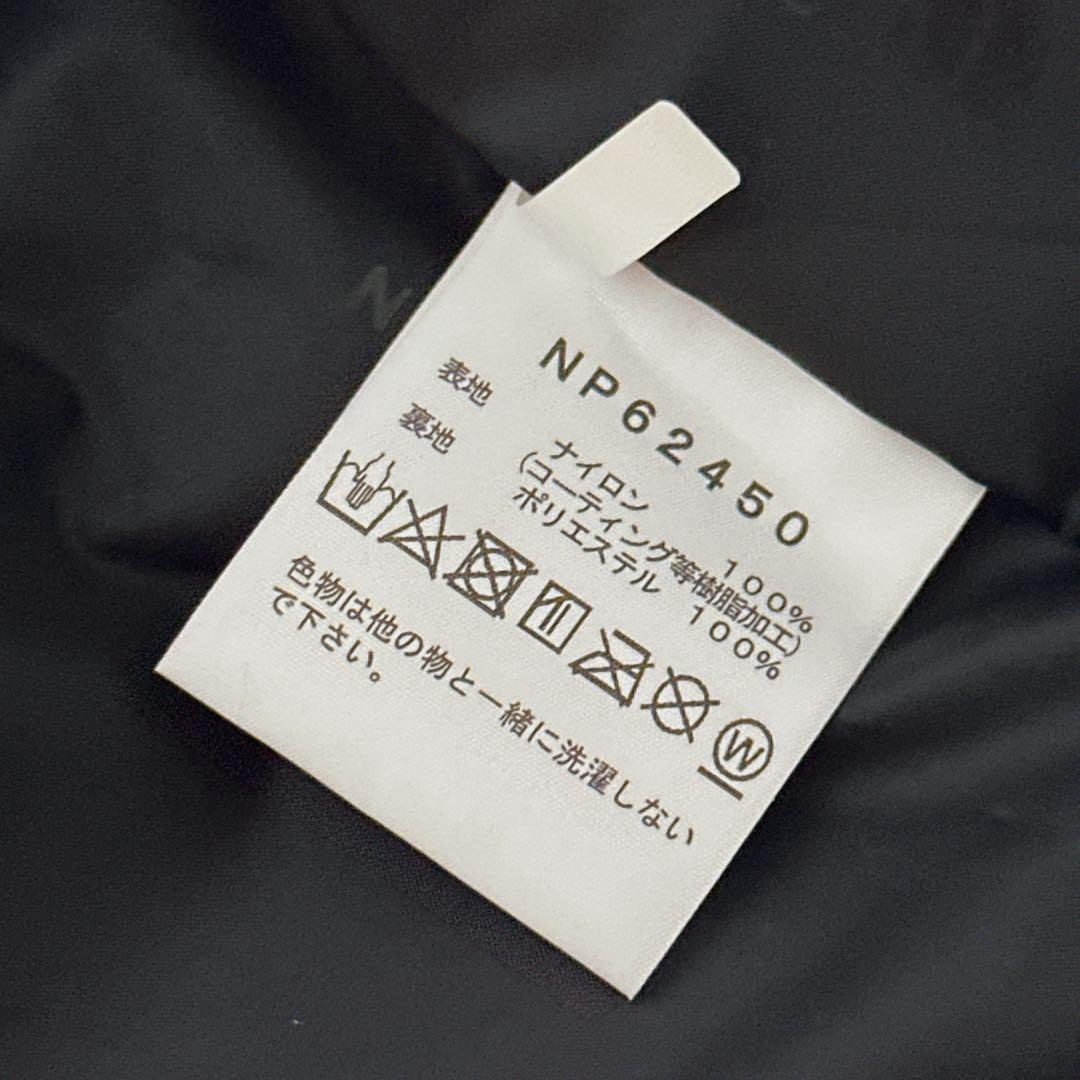 NP62450
表地 ナイロン 100%
(コーティング等樹脂加工)
裏地 ポリエステル 100%
W
色物は他の物と一緒に洗濯しない
で下さい。
N